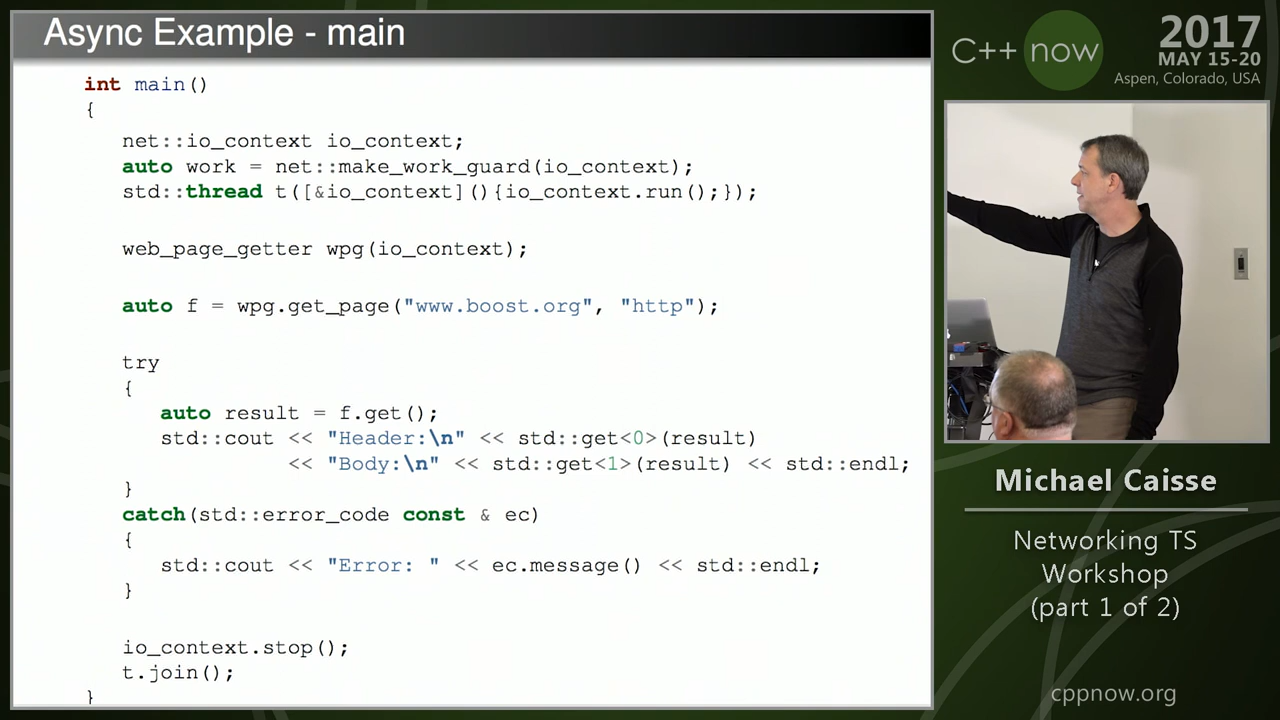 Async Example - main
int main()
{
net::io_context io_context;
auto work = net::make_work_guard(io_context);
std::thread t([&io_context](){io_context.run();});
web_page_getter wpg(io_context);
auto f = wpg.get_page("www.boost.org", "http");
try
{
auto result = f.get();
std::cout << "Header:\n" << std::get<0>(result)
<< "Body:\n" << std::get<1>(result) << std::endl;
}
catch(std::error_code const & ec)
{
std::cout << "Error: " << ec.message() << std::endl;
}
io_context.stop();
t.join();
}
C++ now
2017
MAY 15-20
Aspen, Colorado, USA
Michael Caisse
Networking TS
Workshop
(part 1 of 2)
cppnow.org